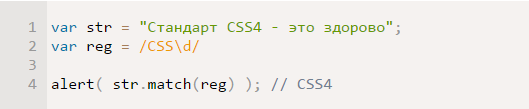 1 var str = "Стандарт CSS4 - это здорово";
2 var reg = /CSS\d/
3
4 alert( str.match(reg) ); // CSS4